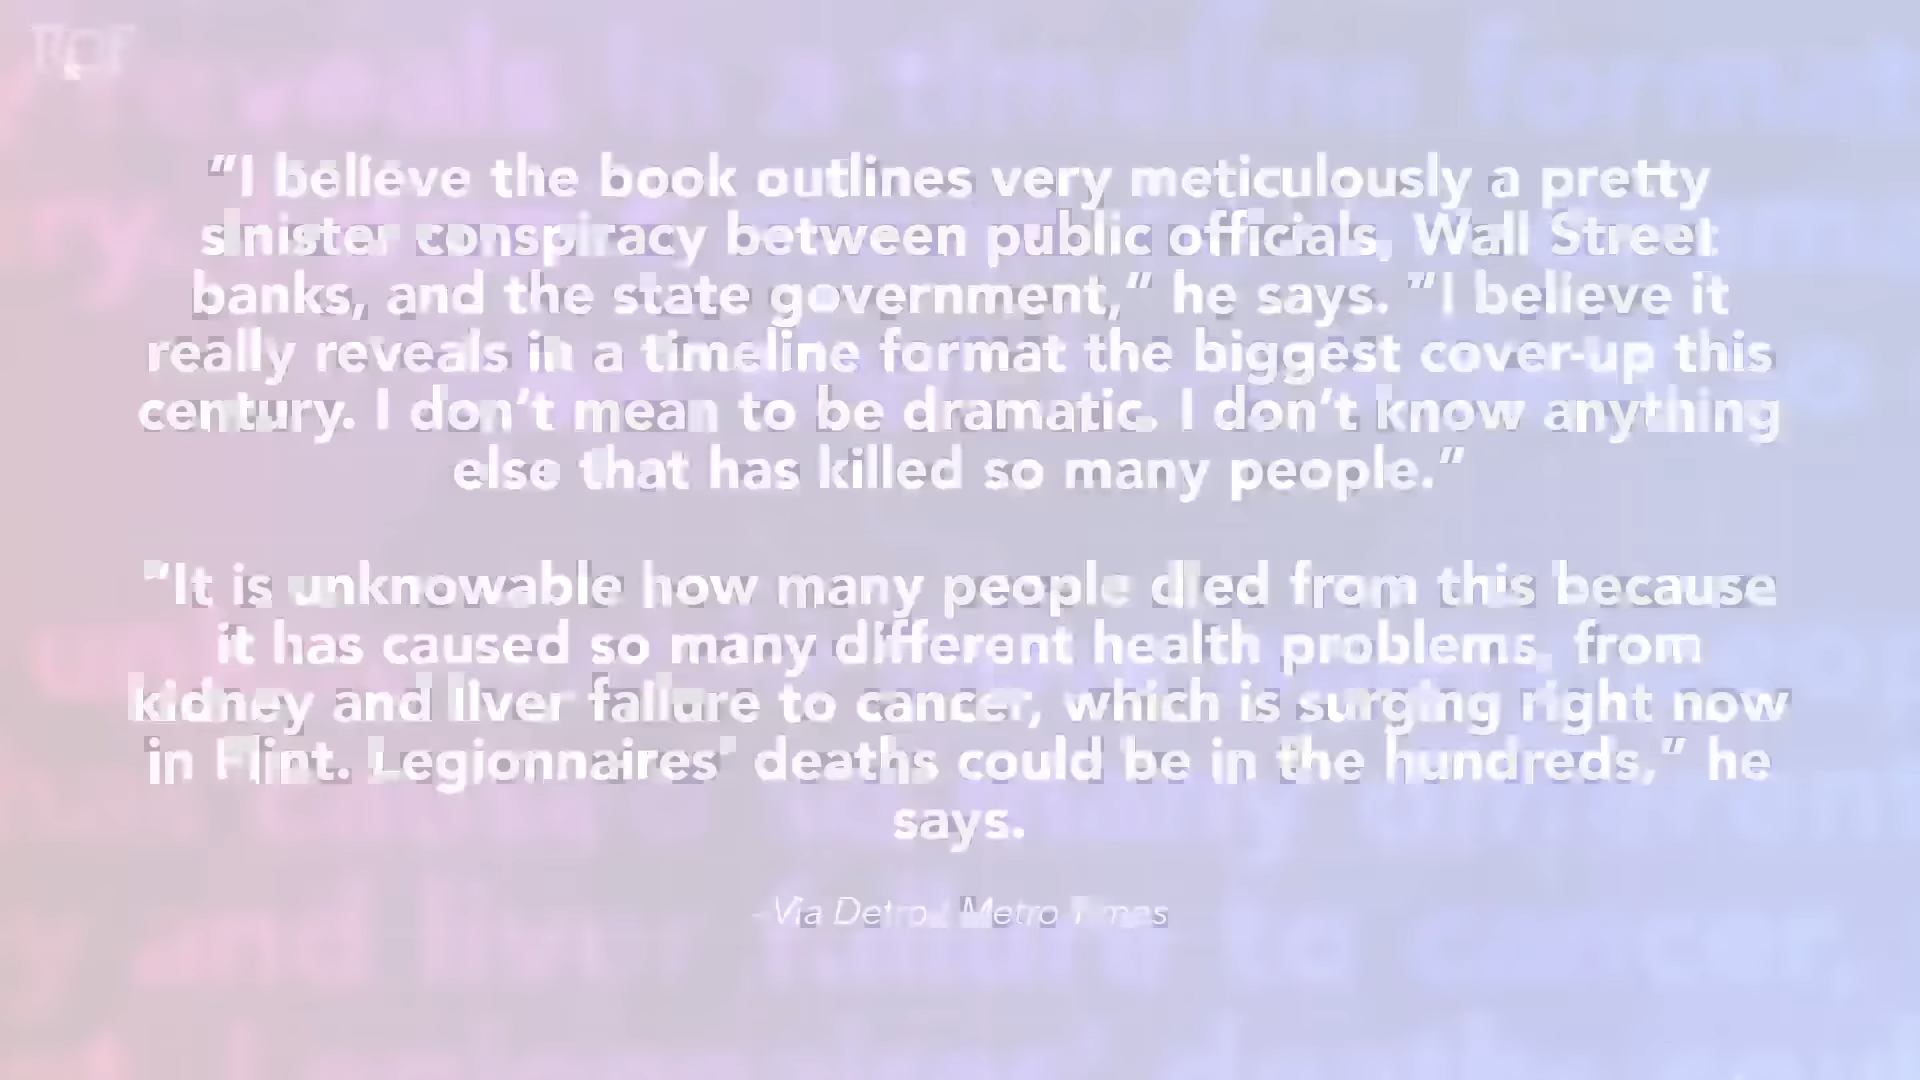 “I believe the book outlines very meticulously a pretty
sinister conspiracy between public officials, Wall Street
banks, and the state government,” he says. “I believe it
really reveals in a timeline format the biggest cover-up this
century. I don’t mean to be dramatic. I don’t know anything
else that has killed so many people.”
“It is unknowable how many people died from this because
it has caused so many different health problems, from
kidney and liver failure to cancer, which is surging right now
in Flint. Legionnaires’ deaths could be in the hundreds,” he
says.
-Via Detroit Metro Times